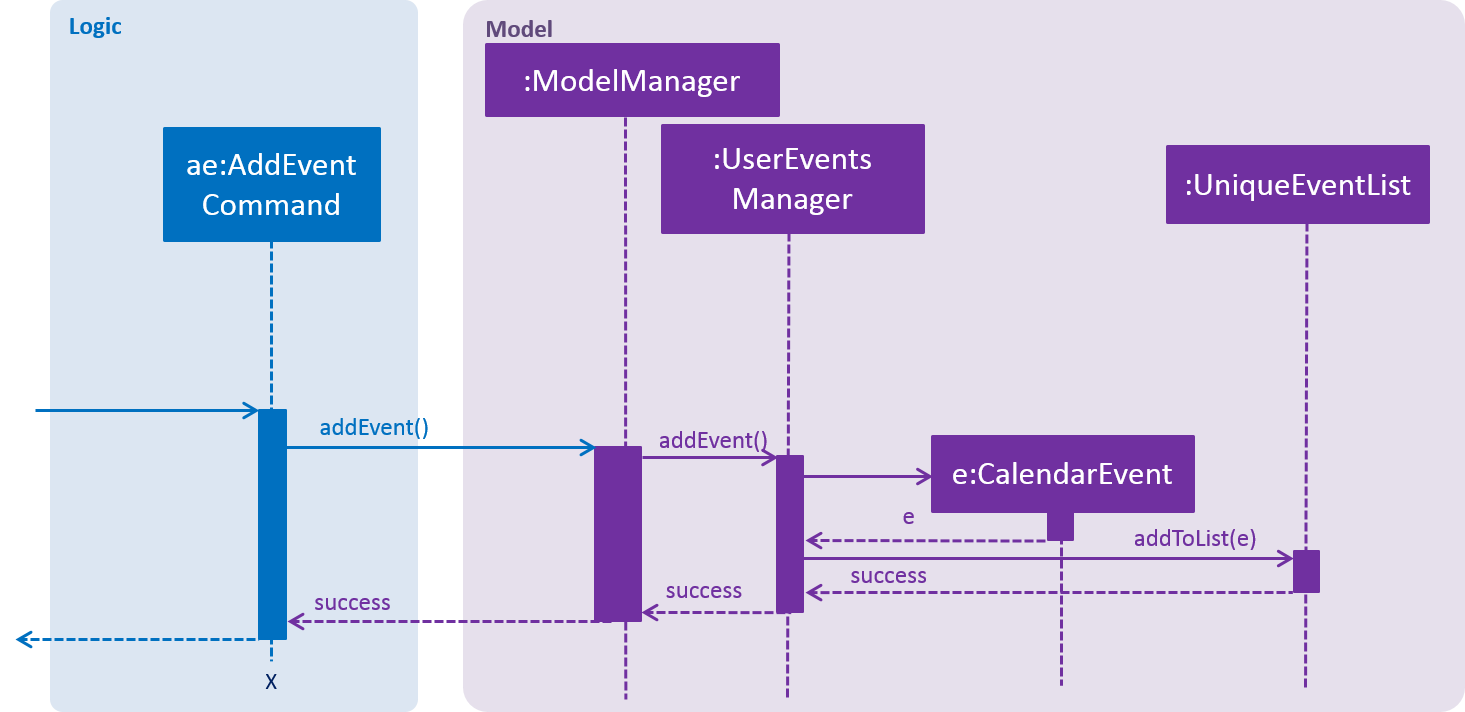 Logic
Model
:ModelManager
ae:AddEvent
Command
:UserEvents
Manager
:UniqueEventList
addEvent()
addEvent()
e:CalendarEvent
e
addToList(e)
success
success
success
X